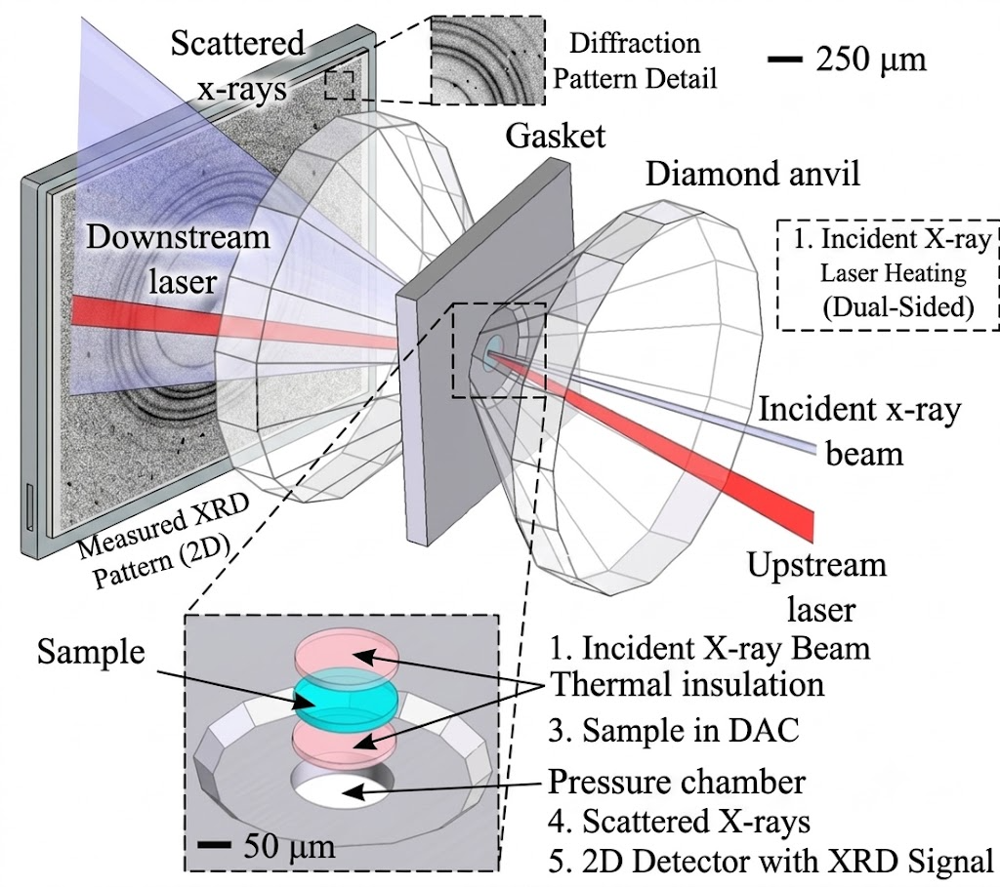 Scattered
x-rays
Diffraction
Pattern Detail
250 μm
Gasket
Diamond anvil
1. Incident X-ray
Laser Heating
(Dual-Sided)
Downstream
laser
Incident x-ray
beam
Measured XRD
Pattern (2D)
Upstream
laser
Sample
1. Incident X-ray Beam
Thermal insulation
3. Sample in DAC
Pressure chamber
4. Scattered X-rays
5. 2D Detector with XRD Signal
50 μm